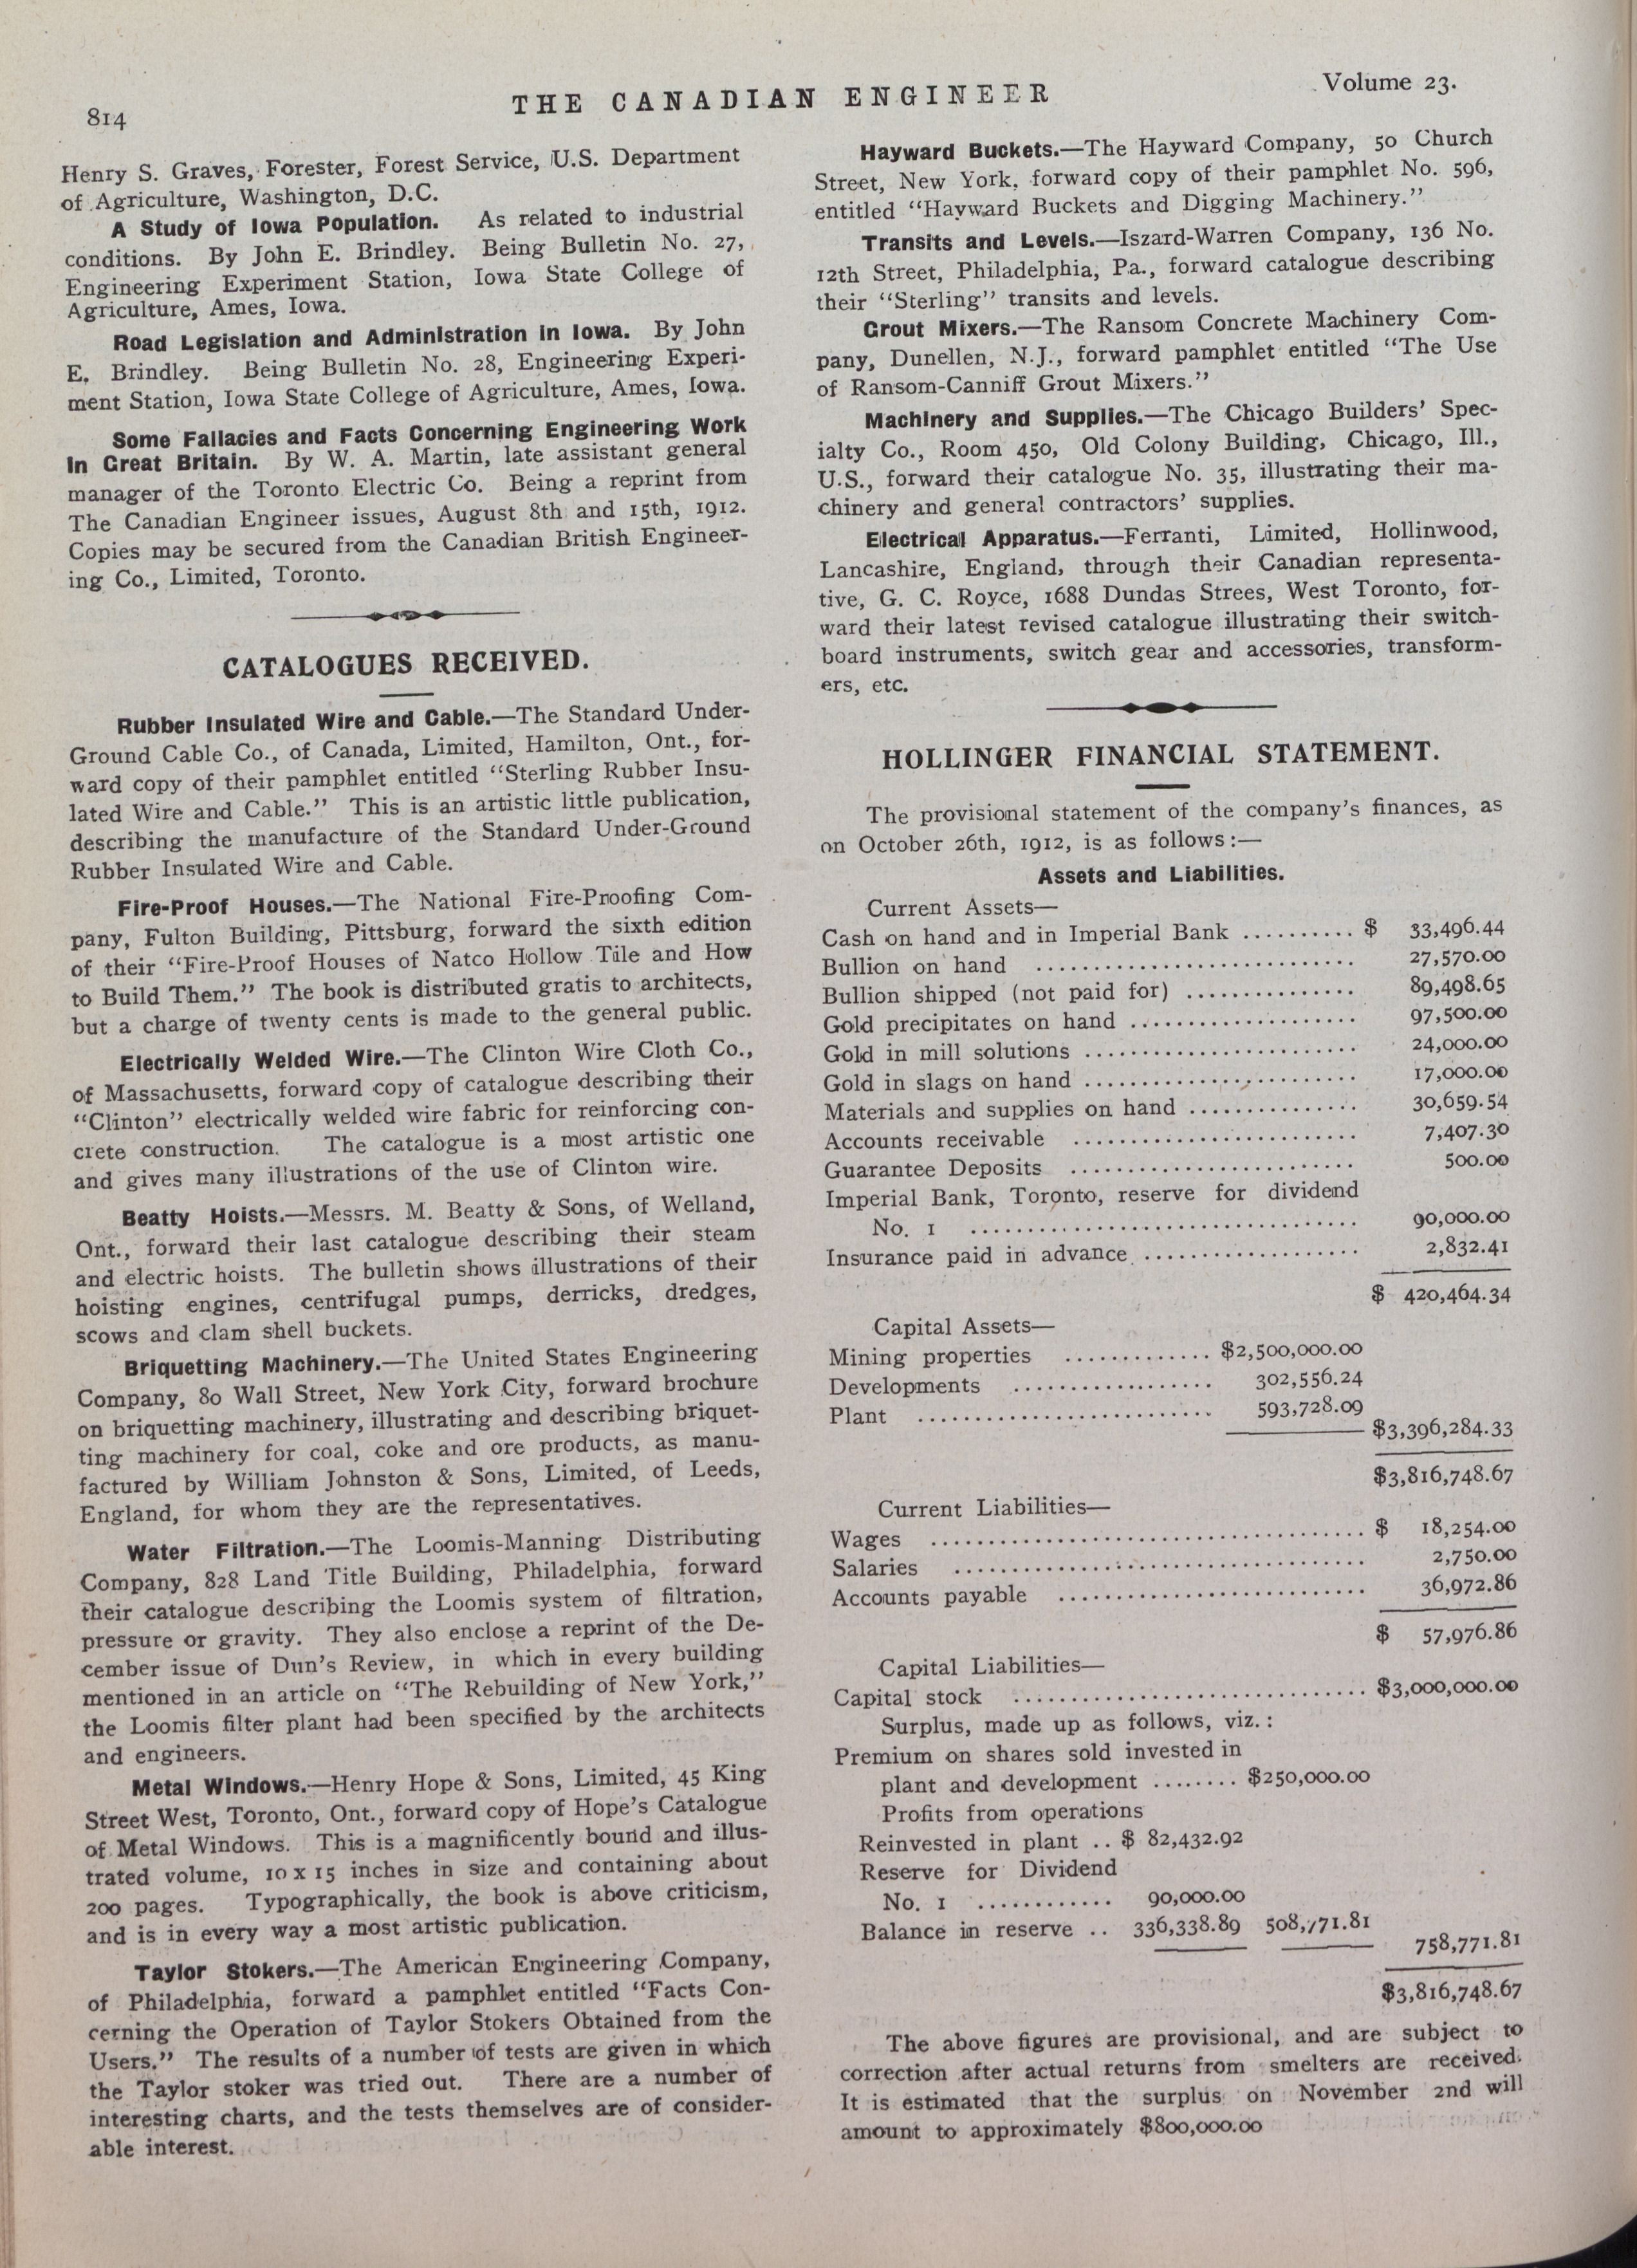 814
THE CANADIAN ENGINEER
Volume 23.
Henry S. Graves, Forester, Forest Service, U.S. Department
of Agriculture, Washington, D.C.
A Study of Iowa Population. As related to industrial
conditions. By John E. Brindley. Being Bulletin No. 27,
Engineering Experiment Station, Iowa State College of
Agriculture, Ames, Iowa.
Road Legislation and Administration in Iowa. By John
E. Brindley. Being Bulletin No. 28, Engineering Experi-
ment Station, Iowa State College of Agriculture, Ames, Iowa.
Some Fallacies and Facts Concerning Engineering Work
in Great Britain. By W. A. Martin, late assistant general
manager of the Toronto Electric Co. Being a reprint from
The Canadian Engineer issues, August 8th and 15th, 1912.
Copies may be secured from the Canadian British Engineer-
ing Co., Limited, Toronto.
CATALOGUES RECEIVED.
Rubber Insulated Wire and Cable.—The Standard Under-
Ground Cable Co., of Canada, Limited, Hamilton, Ont., for-
ward copy of their pamphlet entitled "Sterling Rubber Insu-
lated Wire and Cable." This is an artistic little publication,
describing the manufacture of the Standard Under-Ground
Rubber Insulated Wire and Cable.
Fire-Proof Houses.—The National Fire-Proofing Com-
pany, Fulton Building, Pittsburg, forward the sixth edition
of their "Fire-Proof Houses of Natco Hollow Tile and How
to Build Them." The book is distributed gratis to architects,
but a charge of twenty cents is made to the general public.
Electrically Welded Wire.—The Clinton Wire Cloth Co.,
of Massachusetts, forward copy of catalogue describing their
"Clinton" electrically welded wire fabric for reinforcing con-
crete construction. The catalogue is a most artistic one
and gives many illustrations of the use of Clinton wire.
Beatty Hoists.—Messrs. M. Beatty & Sons, of Welland,
Ont., forward their last catalogue describing their steam
and electric hoists. The bulletin shows illustrations of their
hoisting engines, centrifugal pumps, derricks, dredges,
scows and clam shell buckets.
Briquetting Machinery.—The United States Engineering
Company, 80 Wall Street, New York City, forward brochure
on briquetting machinery, illustrating and describing briquet-
ting machinery for coal, coke and ore products, as manu-
factured by William Johnston & Sons, Limited, of Leeds,
England, for whom they are the representatives.
Water Filtration.—The Loomis-Manning Distributing
Company, 828 Land Title Building, Philadelphia, forward
their catalogue describing the Loomis system of filtration,
pressure or gravity. They also enclose a reprint of the De-
cember issue of Dun's Review, in which in every building
mentioned in an article on "The Rebuilding of New York,"
the Loomis filter plant had been specified by the architects
and engineers.
Metal Windows.—Henry Hope & Sons, Limited, 45 King
Street West, Toronto, Ont., forward copy of Hope's Catalogue
of Metal Windows. This is a magnificently bound and illus-
trated volume, 10 x 15 inches in size and containing about
200 pages. Typographically, the book is above criticism,
and is in every way a most artistic publication.
Taylor Stokers.—The American Engineering Company,
of Philadelphia, forward a pamphlet entitled "Facts Con-
cerning the Operation of Taylor Stokers Obtained from the
Users." The results of a number of tests are given in which
the Taylor stoker was tried out. There are a number of
interesting charts, and the tests themselves are of consider-
able interest.
Hayward Buckets.—The Hayward Company, 50 Church
Street, New York, forward copy of their pamphlet No. 596,
entitled "Hayward Buckets and Digging Machinery."
Transits and Levels.—Iszard-Warren Company, 136 No.
12th Street, Philadelphia, Pa., forward catalogue describing
their "Sterling" transits and levels.
Grout Mixers.—The Ransom Concrete Machinery Com-
pany, Dunellen, N.J., forward pamphlet entitled "The Use
of Ransom-Canniff Grout Mixers."
Machinery and Supplies.—The Chicago Builders' Spec-
ialty Co., Room 450, Old Colony Building, Chicago, Ill.,
U.S., forward their catalogue No. 35, illustrating their ma-
chinery and general contractors' supplies.
Electrical Apparatus.—Ferranti, Limited, Hollinwood,
Lancashire, England, through their Canadian representa-
tive, G. C. Royce, 1688 Dundas Strees, West Toronto, for-
ward their latest revised catalogue illustrating their switch-
board instruments, switch gear and accessories, transform-
ers, etc.
HOLLINGER FINANCIAL STATEMENT.
The provisional statement of the company's finances, as
on October 26th, 1912, is as follows:—
Assets and Liabilities.
Current Assets—
Cash on hand and in Imperial Bank .......... $ 33,496.44
Bullion on hand ............................ 27,570.00
Bullion shipped (not paid for) ............... 89,498.65
Gold precipitates on hand .................... 97,500.00
Gold in mill solutions ........................ 24,000.00
Gold in slags on hand ........................ 17,000.00
Materials and supplies on hand ............... 30,659.54
Accounts receivable ......................... 7,407.30
Guarantee Deposits ......................... 500.00
Imperial Bank, Toronto, reserve for dividend
No. 1 .................................. 90,000.00
Insurance paid in advance ................... 2,832.41
$ 420,464.34
Capital Assets—
Mining properties ............. $2,500,000.00
Developments .................. 302,556.24
Plant .......................... 593,728.09
$3,396,284.33
$3,816,748.67
Current Liabilities—
Wages ...................................... $ 18,254.00
Salaries .................................... 2,750.00
Accounts payable ........................... 36,972.86
$ 57,976.86
Capital Liabilities—
Capital stock ............................... $3,000,000.00
Surplus, made up as follows, viz.:
Premium on shares sold invested in
plant and development ........ $250,000.00
Profits from operations
Reinvested in plant .. $ 82,432.92
Reserve for Dividend
No. 1 ............ 90,000.00
Balance in reserve .. 336,338.89 508,771.81
758,771.81
$3,816,748.67
The above figures are provisional, and are subject to
correction after actual returns from smelters are received.
It is estimated that the surplus on November 2nd will
amount to approximately $800,000.00